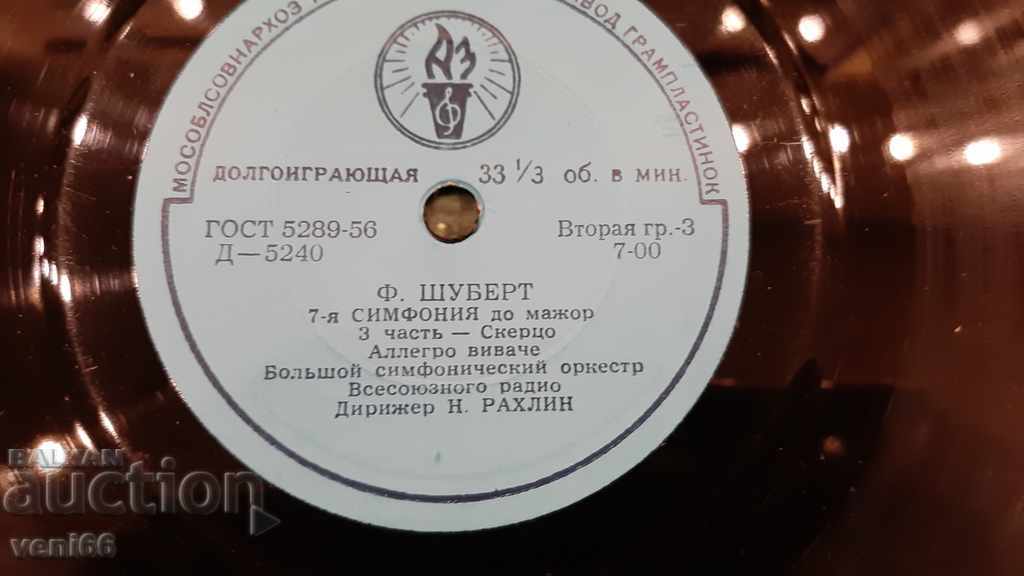 МОСОБЛСОВНАРХОЗ
ЗАВОД ГРАМПЛАСТИНОК
АЗ
ДОЛГОИГРАЮЩАЯ 33 1/3 об. в мин.
ГОСТ 5289-56 Вторая гр.-3
Д—5240 7-00
Ф. ШУБЕРТ
7-я СИМФОНИЯ до мажор
3 часть — Скерцо
Аллегро виваче
Большой симфонический оркестр
Всесоюзного радио
Дирижер Н. РАХЛИН
BALKAN
auction
veni66